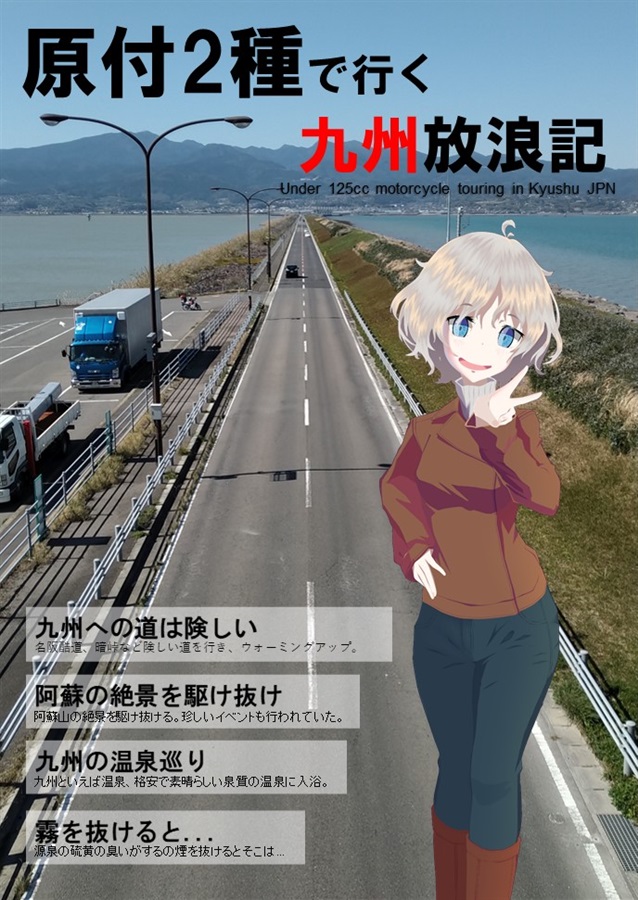 原付2種で行く
九州放浪記
Under 125cc motorcycle touring in Kyushu JPN
九州への道は険しい
名阪酷道、暗峠など険しい道を行き、ウォーミングアップ。
阿蘇の絶景を駆け抜け
阿蘇山の絶景を駆け抜ける。珍しいイベントも行われていた。
九州の温泉巡り
九州といえば温泉、格安で素晴らしい泉質の温泉に入浴。
霧を抜けると...
源泉の硫黄の臭いがするの煙を抜けるとそこは...